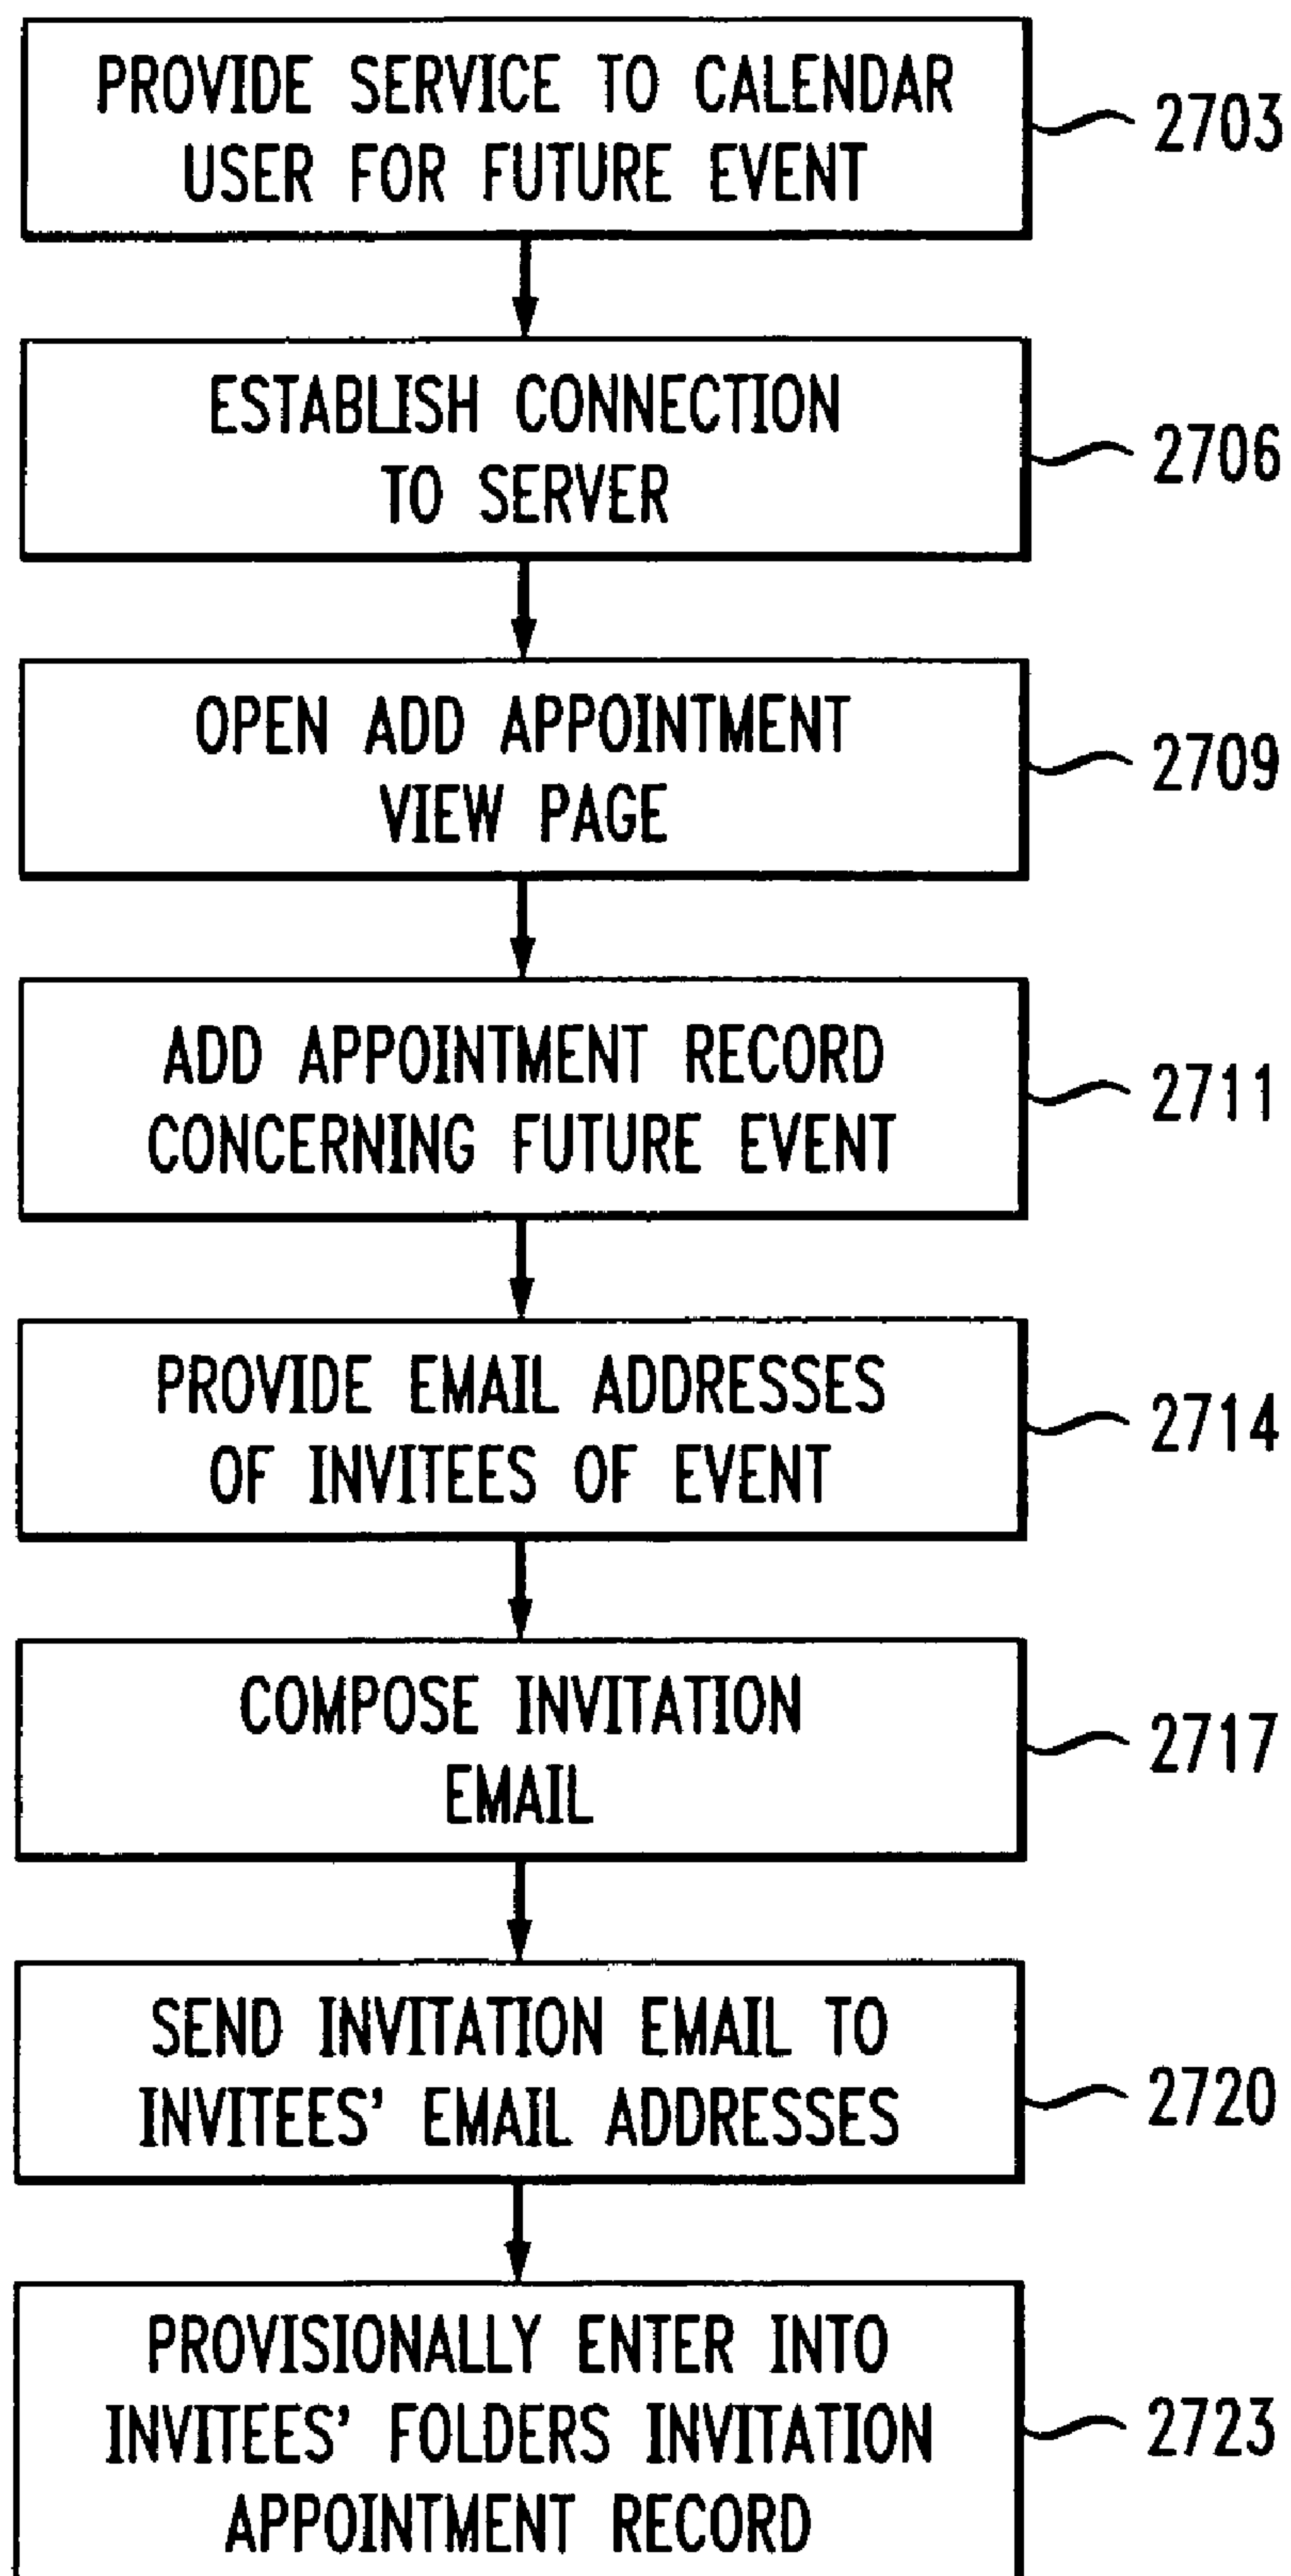 PROVIDE SERVICE TO CALENDAR
USER FOR FUTURE EVENT
2703
ESTABLISH CONNECTION
TO SERVER
2706
OPEN ADD APPOINTMENT
VIEW PAGE
2709
ADD APPOINTMENT RECORD
CONCERNING FUTURE EVENT
2711
PROVIDE EMAIL ADDRESSES
OF INVITEES OF EVENT
2714
COMPOSE INVITATION
EMAIL
2717
SEND INVITATION EMAIL TO
INVITEES' EMAIL ADDRESSES
2720
PROVISIONALLY ENTER INTO
INVITEES' FOLDERS INVITATION
APPOINTMENT RECORD
2723